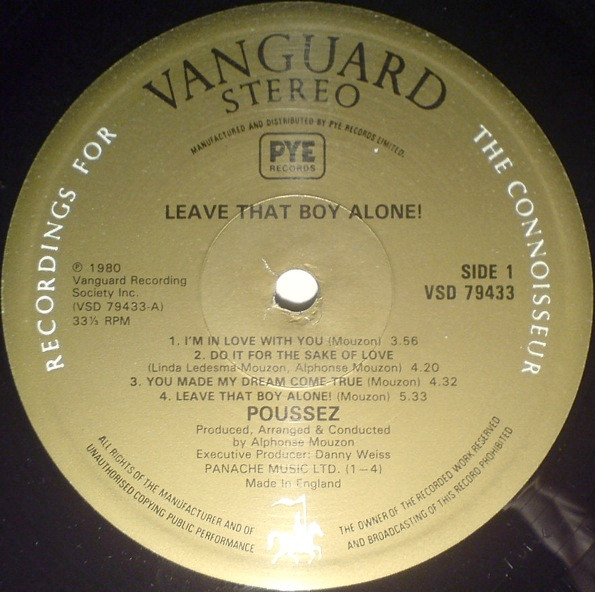 VANGUARD
STEREO
MANUFACTURED AND DISTRIBUTED BY PYE RECORDS LIMITED.
PYE
RECORDS
RECORDINGS FOR
THE CONNOISSEUR
LEAVE THAT BOY ALONE!
℗ 1980
Vanguard Recording
Society Inc.
(VSD 79433-A)
33⅓ RPM
SIDE 1
VSD 79433
1. I'M IN LOVE WITH YOU (Mouzon) 3.56
2. DO IT FOR THE SAKE OF LOVE
(Linda Ledesma-Mouzon, Alphonse Mouzon) 4.20
3. YOU MADE MY DREAM COME TRUE (Mouzon) 4.32
4. LEAVE THAT BOY ALONE! (Mouzon) 5.33
POUSSEZ
Produced, Arranged & Conducted
by Alphonse Mouzon
Executive Producer: Danny Weiss
PANACHE MUSIC LTD. (1–4)
Made In England
ALL RIGHTS OF THE MANUFACTURER AND OF
THE OWNER OF THE RECORDED WORK RESERVED
UNAUTHORISED COPYING PUBLIC PERFORMANCE
AND BROADCASTING OF THIS RECORD PROHIBITED